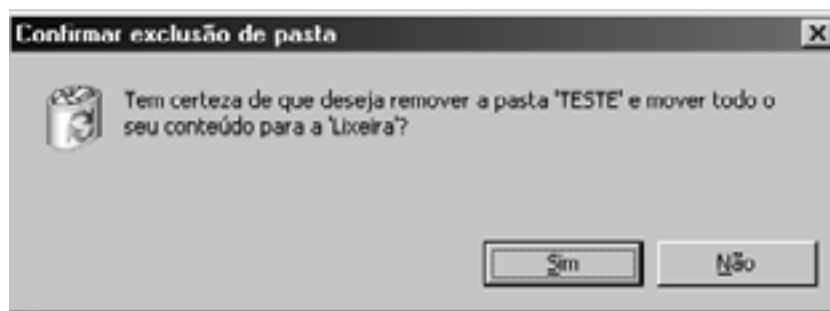 Confirmar exclusão de pasta
Tem certeza de que deseja remover a pasta 'TESTE' e mover todo o
seu conteúdo para a 'Lixeira'?
Sim
Não